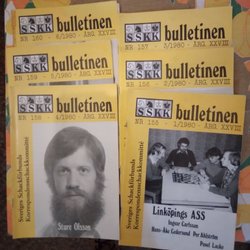 SSKK bulletinen
NR 160 - 6/1980 - ÅRG. XXVIII
SSKK bulletinen
NR 159 - 5/1980 - ÅRG. XXVIII
SSKK bulletinen
NR 158 - 4/1980 - ÅRG. XXVIII
Sveriges Schackförbunds
Korrespondensschackkommitté
Sture Olsson
SSKK bulletinen
NR 157 - 3/1980 - ÅRG. XXVIII
SSKK bulletinen
NR 156 - 2/1980 - ÅRG. XXVIII
SSKK bulletinen
NR 155 - 1/1980 - ÅRG. XXVIII
Sveriges Schackförbunds
Korrespondensschackkommitté
Linköpings ASS
Ingvar Carlsson
Hans-Åke Cederlund Per Ahlström